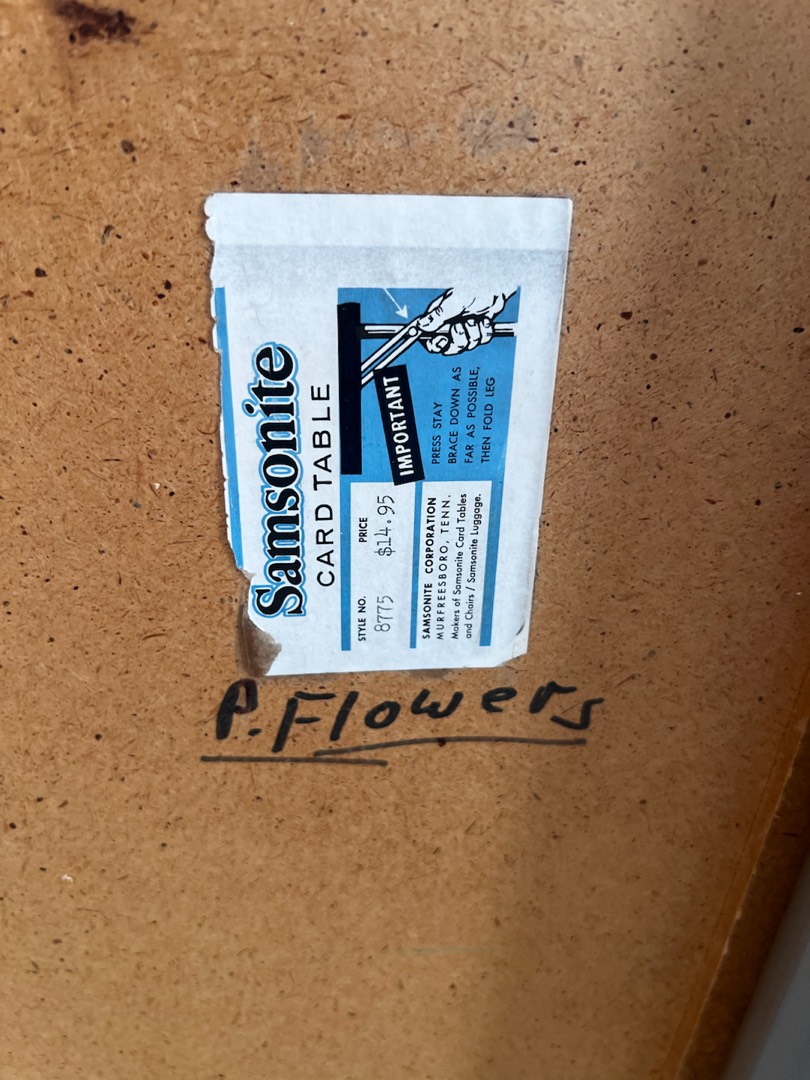 Samsonite
CARD TABLE
STYLE NO. PRICE
8775 $14.95
SAMSONITE CORPORATION
MURFREESBORO, TENN.
Makers of Samsonite Card Tables
and Chairs / Samsonite Luggage.
IMPORTANT
PRESS STAY
BRACE DOWN AS
FAR AS POSSIBLE,
THEN FOLD LEG
P. Flowers